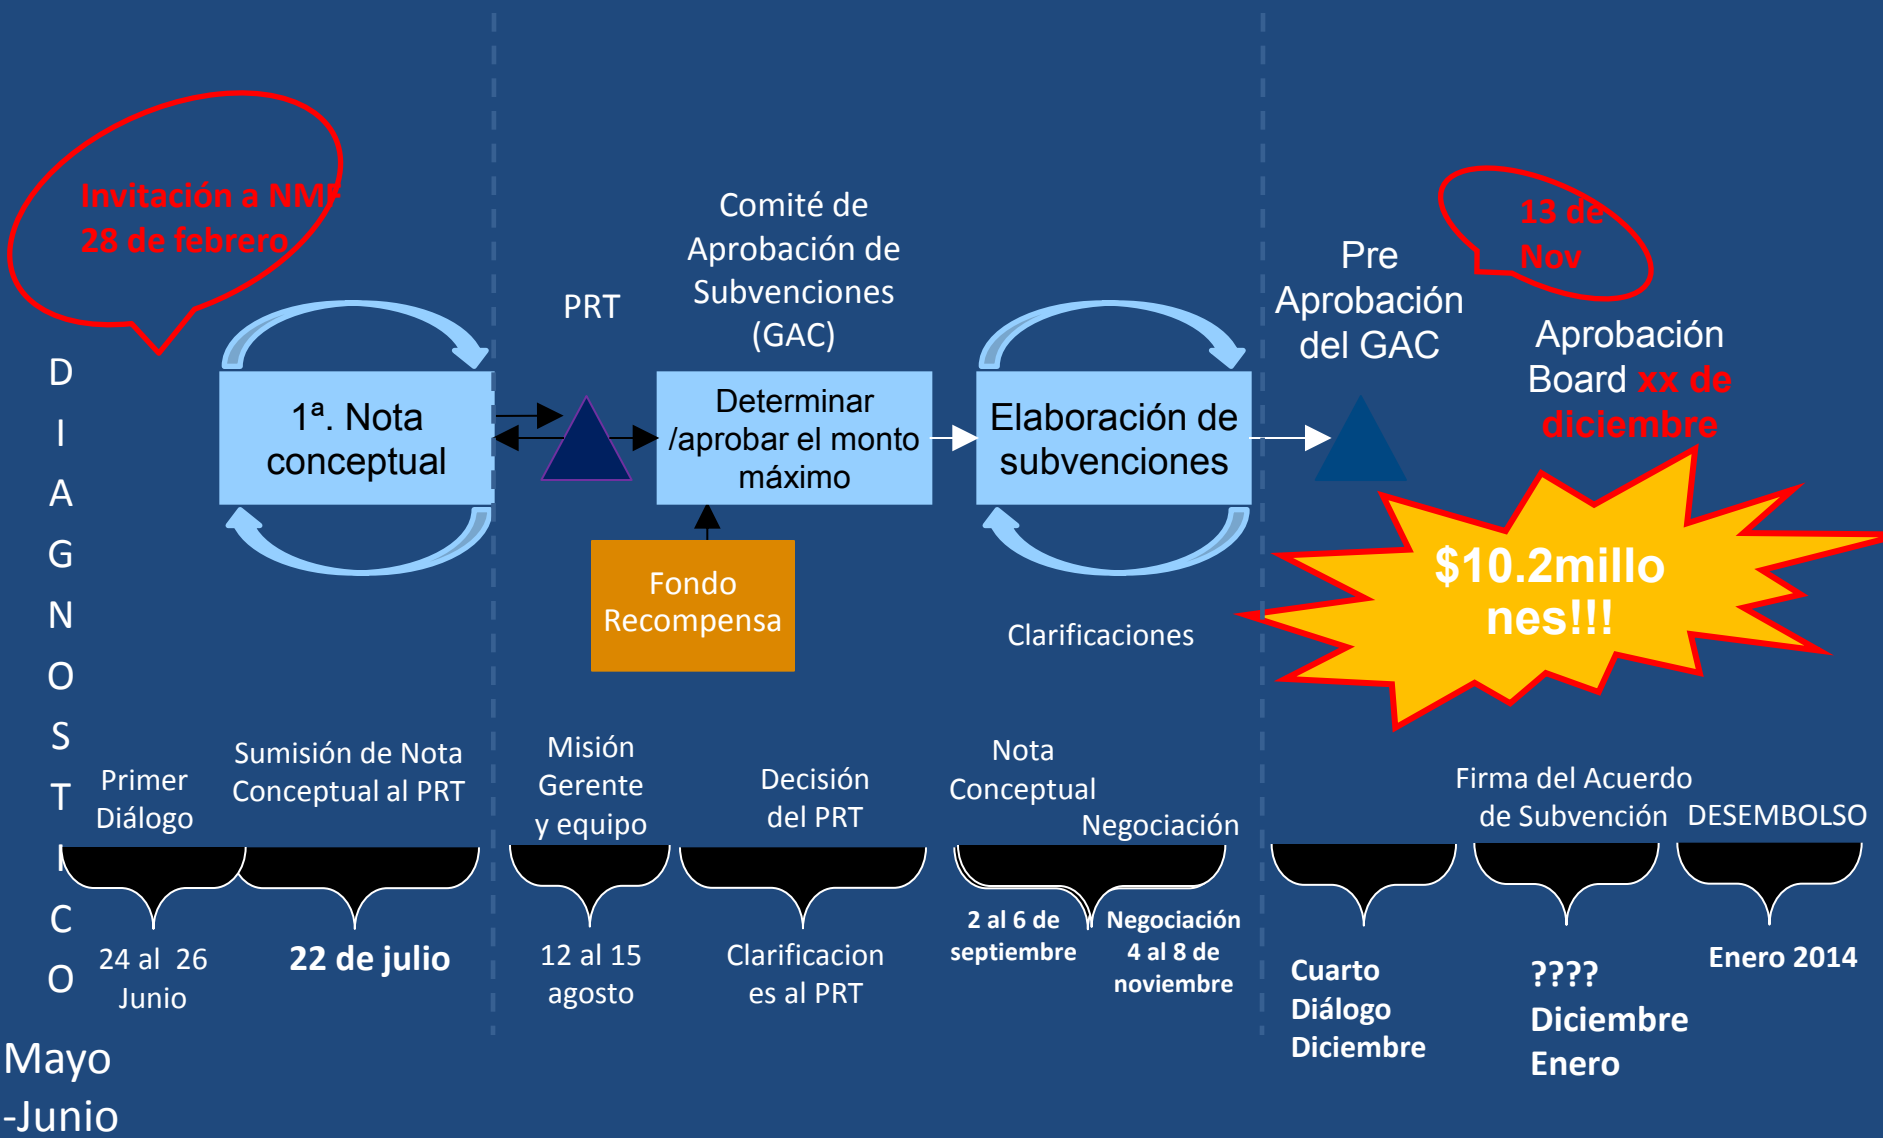 Invitación a NMF
28 de febrero
Comité de
Aprobación de
Subvenciones
(GAC)
PRT
13 de
Nov
Pre
Aprobación
del GAC
Aprobación
Board xx de
diciembre
D
I
A
G
N
O
S
T
I
C
O
1ª. Nota
conceptual
Determinar
/aprobar el monto
máximo
Elaboración de
subvenciones
$10.2millo
nes!!!
Fondo
Recompensa
Clarificaciones
Primer
Diálogo
Sumisión de Nota
Conceptual al PRT
Misión
Gerente
y equipo
Decisión
del PRT
Nota
Conceptual
Negociación
Firma del Acuerdo
de Subvención
DESEMBOLSO
24 al 26
Junio
22 de julio
12 al 15
agosto
Clarificacion
es al PRT
2 al 6 de
septiembre
Negociación
4 al 8 de
noviembre
Cuarto
Diálogo
Diciembre
????
Diciembre
Enero
Enero 2014
Mayo
-Junio